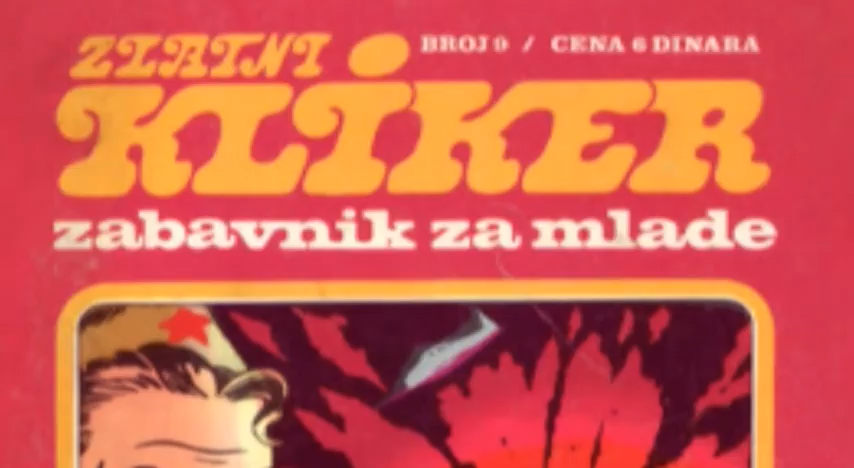 ZLATNI
BROJ 9 / CENA 6 DINARA
KLIKER
zabavnik za mlade